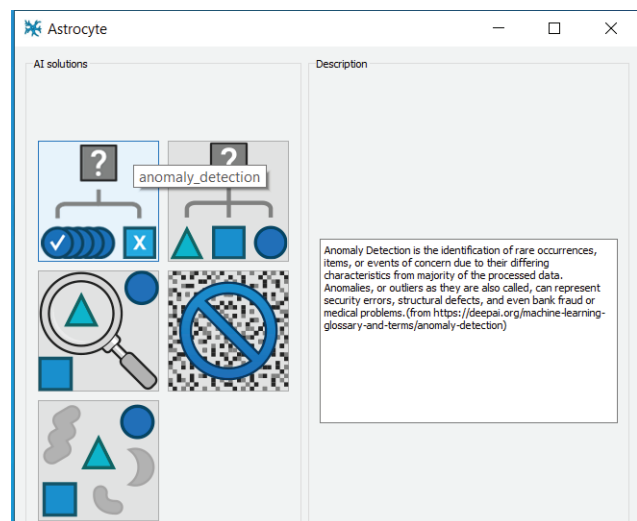 Astrocyte
AI solutions
Description
?
?
anomaly_detection
X
Anomaly Detection is the identification of rare occurrences,
items, or events of concern due to their differing
characteristics from majority of the processed data.
Anomalies, or outliers as they are also called, can represent
security errors, structural defects, and even bank fraud or
medical problems.(from https://deepai.org/machine-learning-
glossary-and-terms/anomaly-detection)